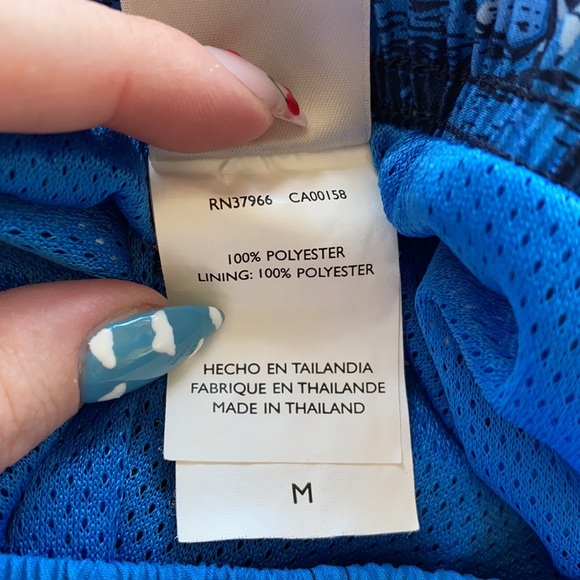 RN37966 CA00158
100% POLYESTER
LINING: 100% POLYESTER
HECHO EN TAILANDIA
FABRIQUE EN THAILANDE
MADE IN THAILAND
M